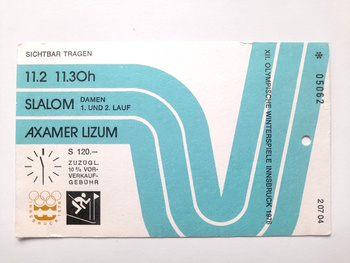 SICHTBAR TRAGEN
11.2 11.30h
SLALOM DAMEN
1. UND 2. LAUF
AXAMER LIZUM
S 120.—
ZUZÜGL.
10 % VOR-
VERKAUF-
GEBÜHR
XII. OLYMPISCHE WINTERSPIELE INNSBRUCK 1976
* 05062
2 07 04